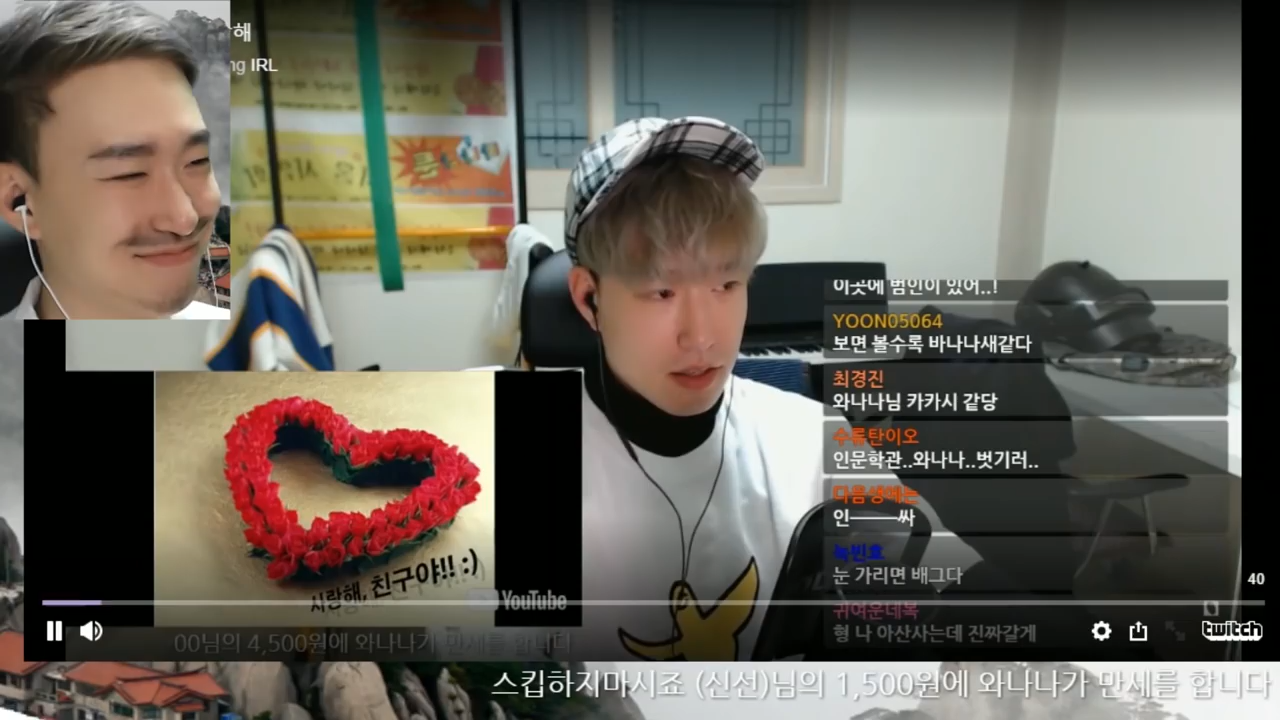 해
ng IRL
이곳에 범인이 있어..!
YOON05064
보면 볼수록 바나나새같다
최경진
와나나님 카카시 같당
수룡탄이오
인문학관..와나나..벗기러..
다음생에는
인───싸
녹빈호
눈 가리면 배그다
귀여운네복
형 나 아산사는데 진짜갈게
사랑해, 친구야!! :)
YouTube
00님의 4,500원에 와나나가 만세를 합니다
40
twitch
스킵하지마시죠 (신선)님의 1,500원에 와나나가 만세를 합니다